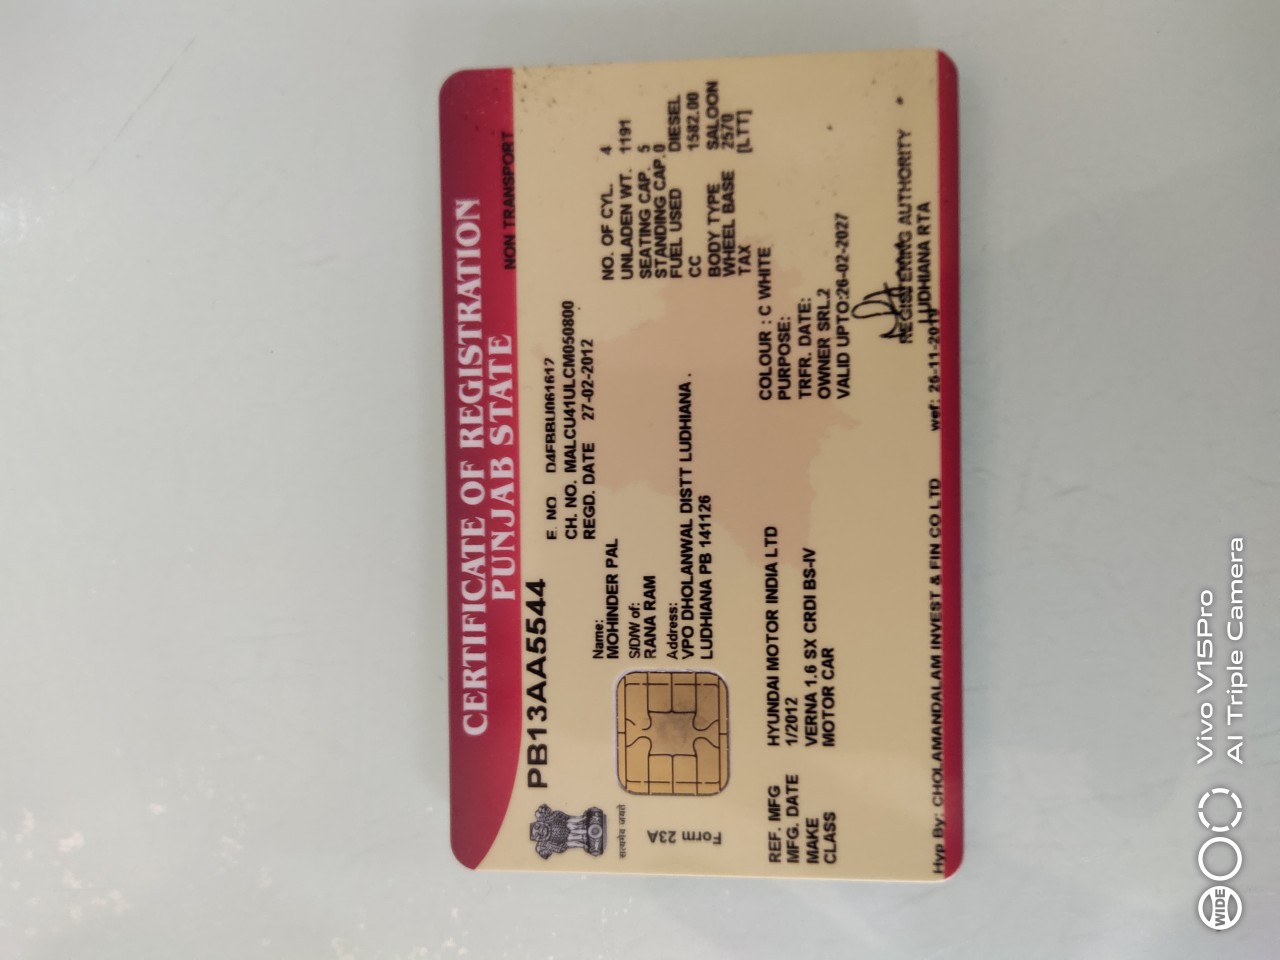 CERTIFICATE OF REGISTRATION
PUNJAB STATE
NON TRANSPORT
PB13AA5544
E. NO D4FBBU061612
CH. NO. MALCU41ULCM050800
REGD. DATE 27-02-2012
Name:
MOHINDER PAL
S/D/W of:
RANA RAM
Address:
VPO DHOLANWAL DISTT LUDHIANA .
LUDHIANA PB 141126
NO. OF CYL. 4
UNLADEN WT. 1191
SEATING CAP. 5
STANDING CAP. 0
FUEL USED DIESEL
CC 1582.00
BODY TYPE SALOON
WHEEL BASE 2570
TAX [LTT]
सत्यमेव जयते
Form 23A
REF. MFG HYUNDAI MOTOR INDIA LTD
MFG. DATE 1/2012
MAKE VERNA 1.6 SX CRDI BS-IV
CLASS MOTOR CAR
COLOUR : C WHITE
PURPOSE:
TRFR. DATE:
OWNER SRL.2
VALID UPTO:26-02-2027
REGISTERING AUTHORITY
LUDHIANA RTA
Hyp By: CHOLAMANDALAM INVEST & FIN CO LTD wef: 25-11-2019
WIDE
Vivo V15Pro
AI Triple Camera